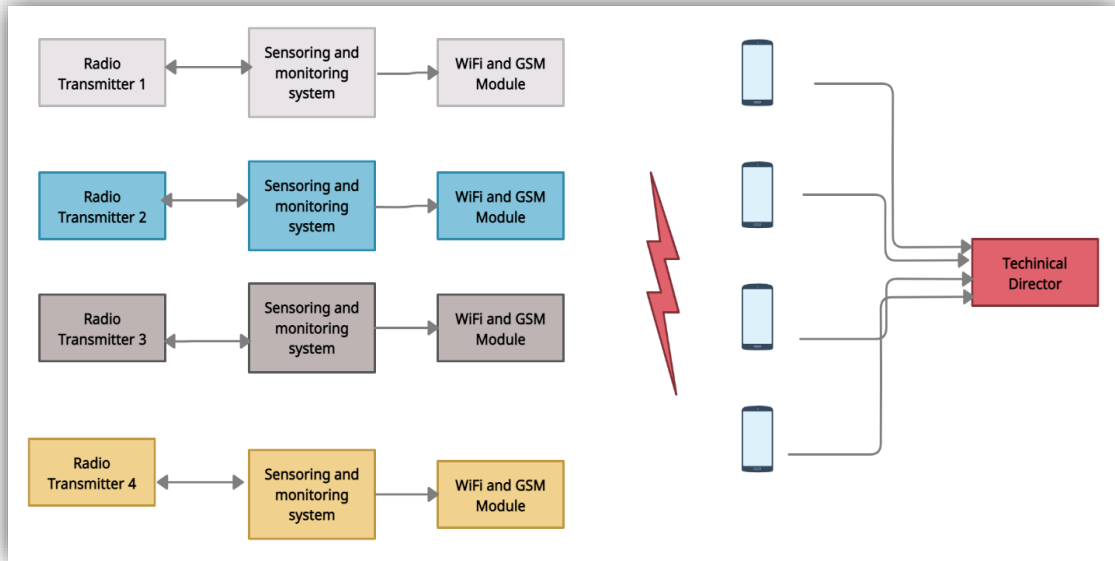 Radio
Transmitter 1
Sensoring and
monitoring
system
WiFi and GSM
Module
Radio
Transmitter 2
Sensoring and
monitoring
system
WiFi and GSM
Module
Techinical
Director
Radio
Transmitter 3
Sensoring and
monitoring
system
WiFi and GSM
Module
Radio
Transmitter 4
Sensoring and
monitoring
system
WiFi and GSM
Module